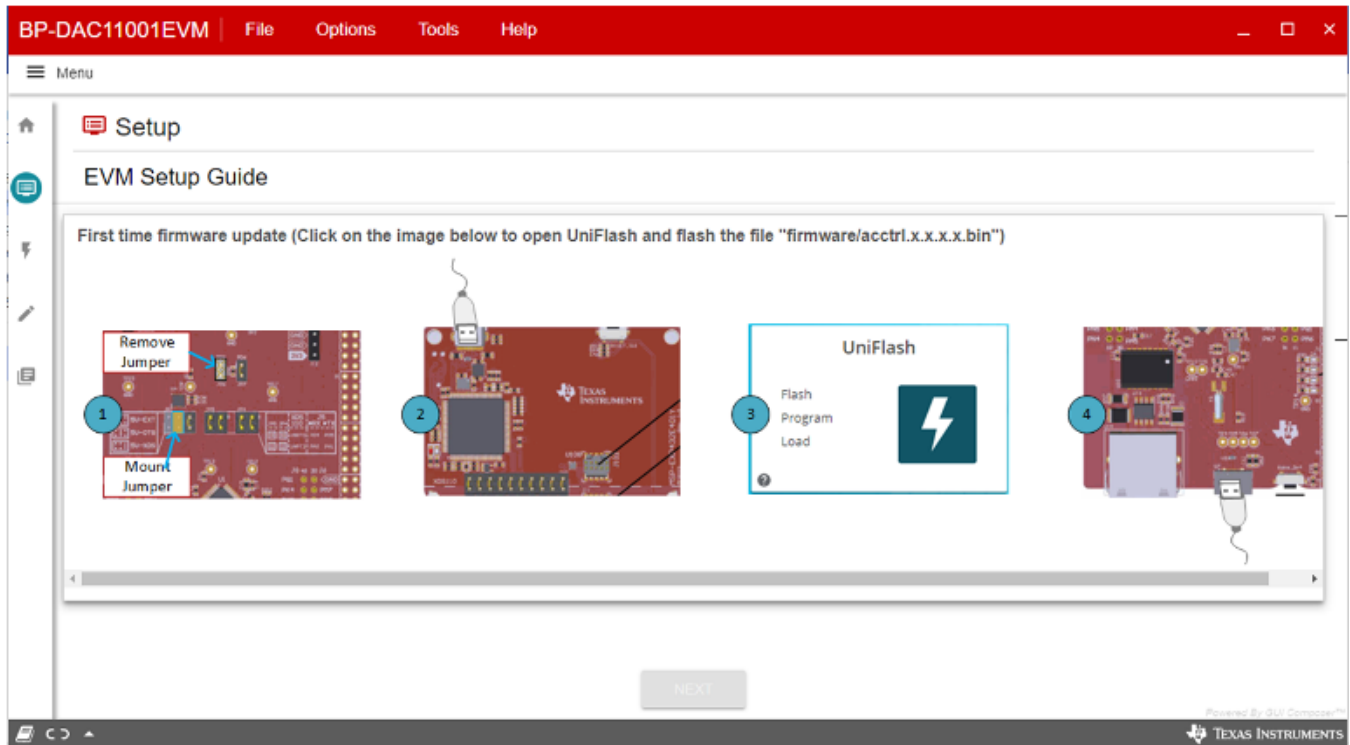 BP-DAC11001EVM File Options Tools Help
Menu
Setup
EVM Setup Guide
First time firmware update (Click on the image below to open UniFlash and flash the file "firmware/acctrl.x.x.x.x.bin")
Remove
Jumper
1
Mount
Jumper
2
TEXAS
INSTRUMENTS
UniFlash
3
Flash
Program
Load
4
NEXT
Powered By GUI Composer™
TEXAS INSTRUMENTS